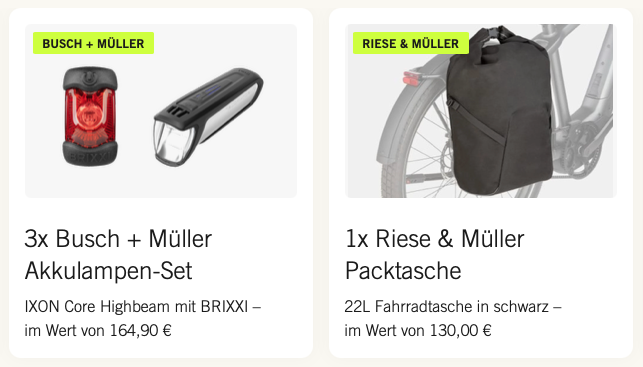 BUSCH + MÜLLER
BRIXXI
3x Busch + Müller
Akkulampen-Set
IXON Core Highbeam mit BRIXXI –
im Wert von 164,90 €
RIESE & MÜLLER
1x Riese & Müller
Packtasche
22L Fahrradtasche in schwarz –
im Wert von 130,00 €